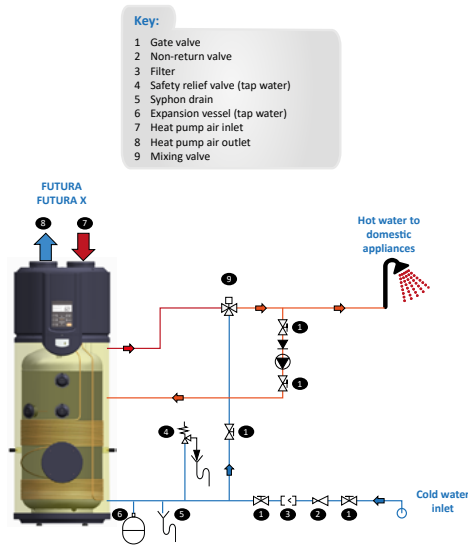 Key:
1 Gate valve
2 Non-return valve
3 Filter
4 Safety relief valve (tap water)
5 Syphon drain
6 Expansion vessel (tap water)
7 Heat pump air inlet
8 Heat pump air outlet
9 Mixing valve
FUTURA
FUTURA X
8 7
Hot water to
domestic
appliances
9
1
1
4 1
Cold water
inlet
6 5 1 3 2 1